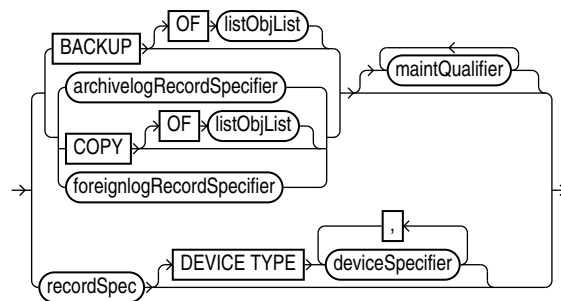 OF listObjList
BACKUP
maintQualifier
archivelogRecordSpecifier
OF listObjList
COPY
foreignlogRecordSpecifier
,
DEVICE TYPE deviceSpecifier
recordSpec